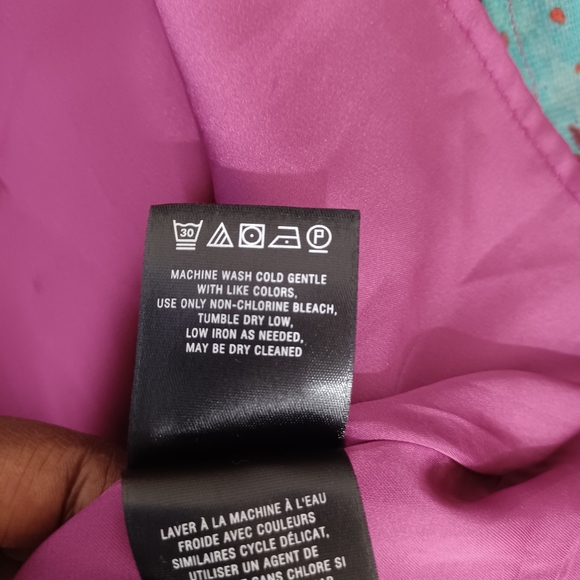 30 P
MACHINE WASH COLD GENTLE
WITH LIKE COLORS,
USE ONLY NON-CHLORINE BLEACH,
TUMBLE DRY LOW,
LOW IRON AS NEEDED,
MAY BE DRY CLEANED
LAVER À LA MACHINE À L'EAU
FROIDE AVEC COULEURS
SIMILAIRES CYCLE DÉLICAT,
UTILISER UN AGENT DE
SANS CHLORE SI